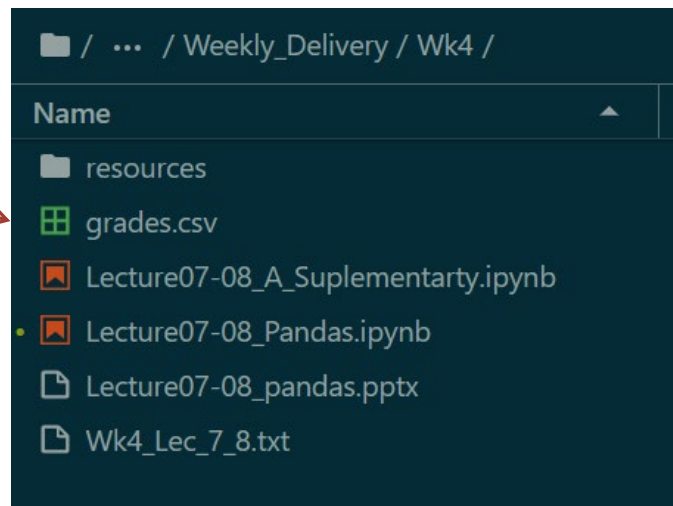 / ... / Weekly_Delivery / Wk4 /
Name
resources
grades.csv
Lecture07-08_A_Suplementarty.ipynb
Lecture07-08_Pandas.ipynb
Lecture07-08_pandas.pptx
Wk4_Lec_7_8.txt